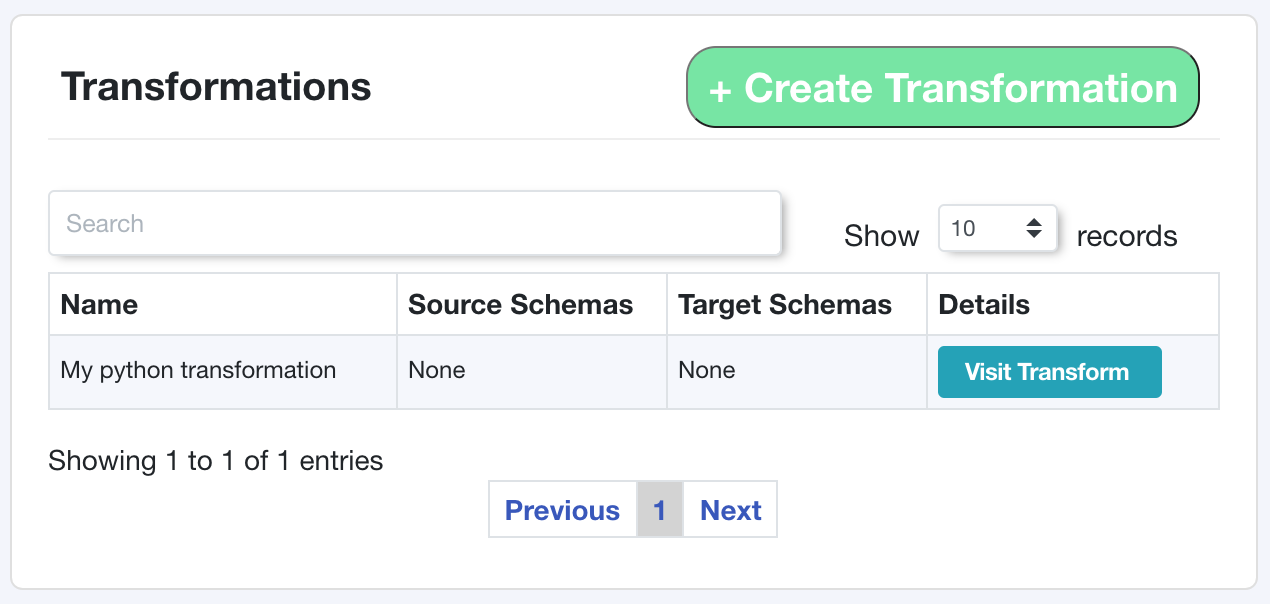 Transformations
+ Create Transformation
Search
Show 10 records
Name Source Schemas Target Schemas Details
My python transformation None None Visit Transform
Showing 1 to 1 of 1 entries
Previous 1 Next